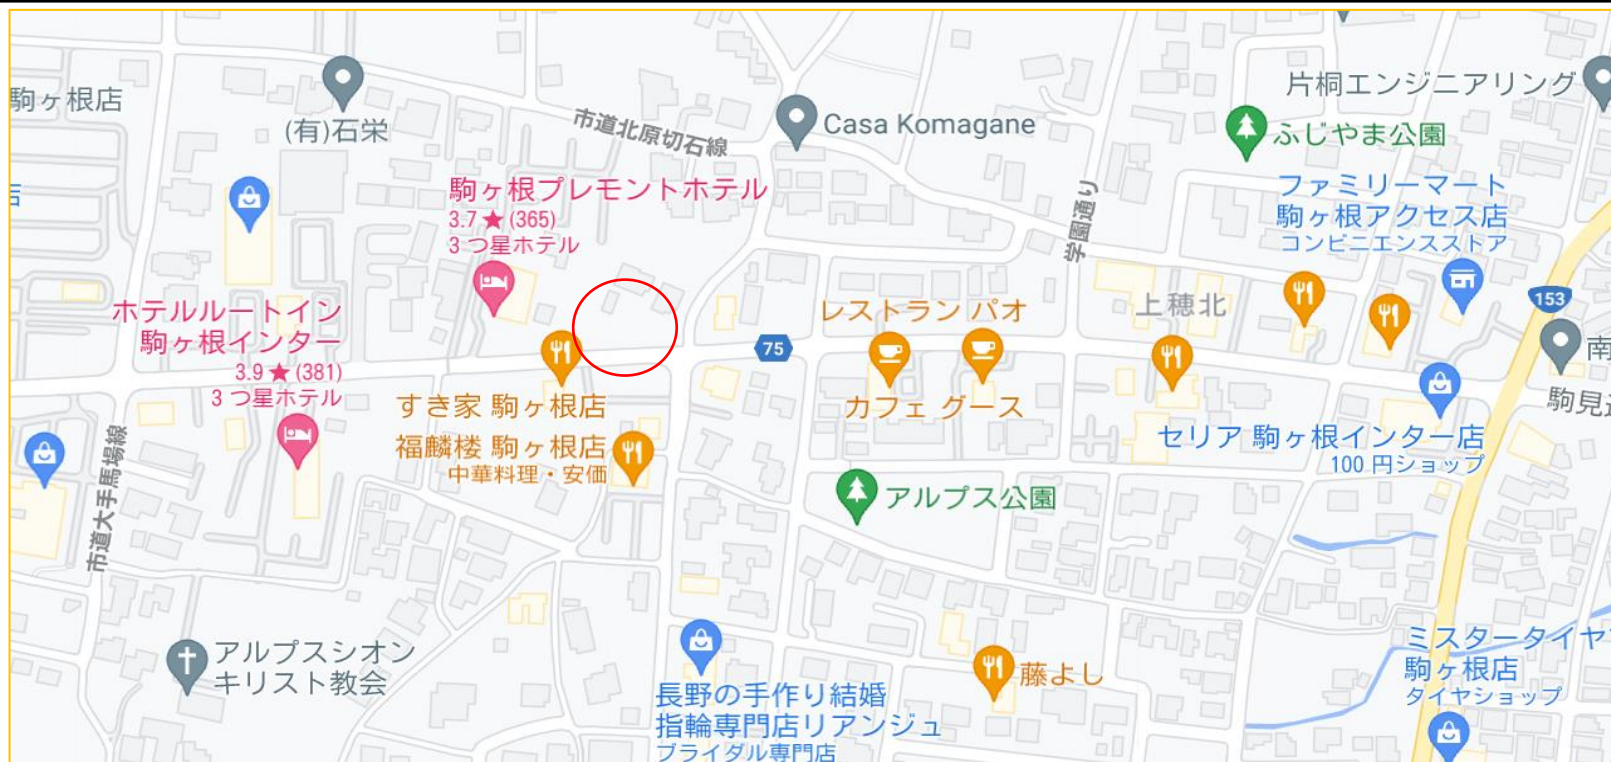 駒ヶ根店
(有)石栄
市道北原切石線
Casa Komagane
片桐エンジニアリング
ふじやま公園
駒ヶ根プレモントホテル
3.7★(365)
3 つ星ホテル
学園通り
ファミリーマート
駒ヶ根アクセス店
コンビニエンスストア
店
ホテルルートイン
駒ヶ根インター
3.9★(381)
3 つ星ホテル
レストラン パオ
上穂北
153
75
南
すき家 駒ヶ根店
カフェ グース
駒見
福麟楼 駒ヶ根店
中華料理・安価
セリア 駒ヶ根インター店
100 円ショップ
市道大手馬場線
アルプス公園
アルプスシオン
キリスト教会
長野の手作り結婚
指輪専門店リアンジュ
ブライダル専門店
藤よし
ミスタータイヤ
駒ヶ根店
タイヤショップ